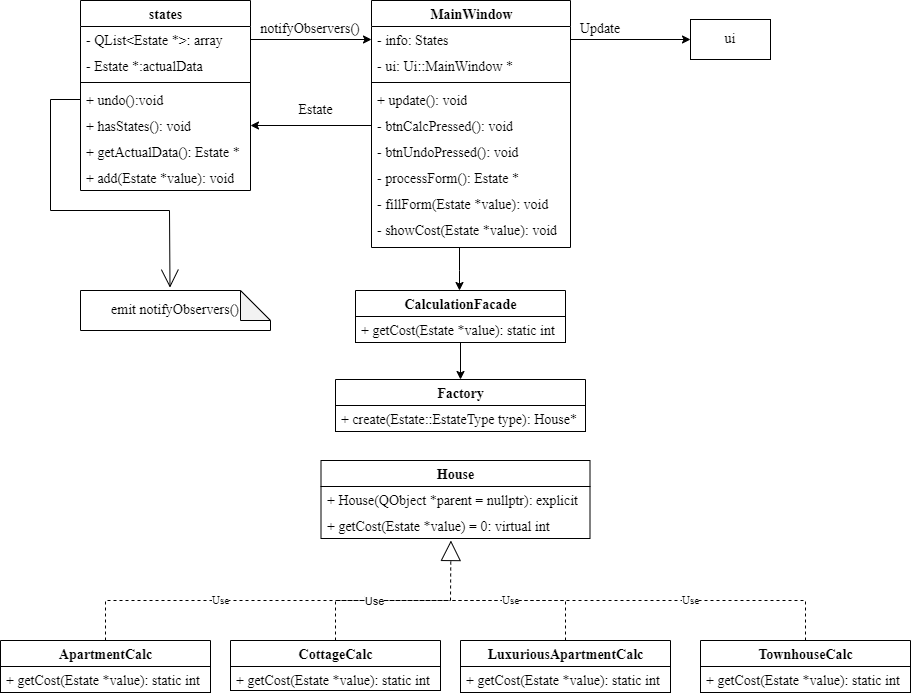 states
- QList<Estate *>: array
- Estate *:actualData
+ undo():void
+ hasStates(): void
+ getActualData(): Estate *
+ add(Estate *value): void
notifyObservers()
Estate
MainWindow
- info: States
- ui: Ui::MainWindow *
+ update(): void
- btnCalcPressed(): void
- btnUndoPressed(): void
- processForm(): Estate *
- fillForm(Estate *value): void
- showCost(Estate *value): void
Update
ui
emit notifyObservers()
CalculationFacade
+ getCost(Estate *value): static int
Factory
+ create(Estate::EstateType type): House*
House
+ House(QObject *parent = nullptr): explicit
+ getCost(Estate *value) = 0: virtual int
Use
Use
Use
Use
ApartmentCalc
+ getCost(Estate *value): static int
CottageCalc
+ getCost(Estate *value): static int
LuxuriousApartmentCalc
+ getCost(Estate *value): static int
TownhouseCalc
+ getCost(Estate *value): static int